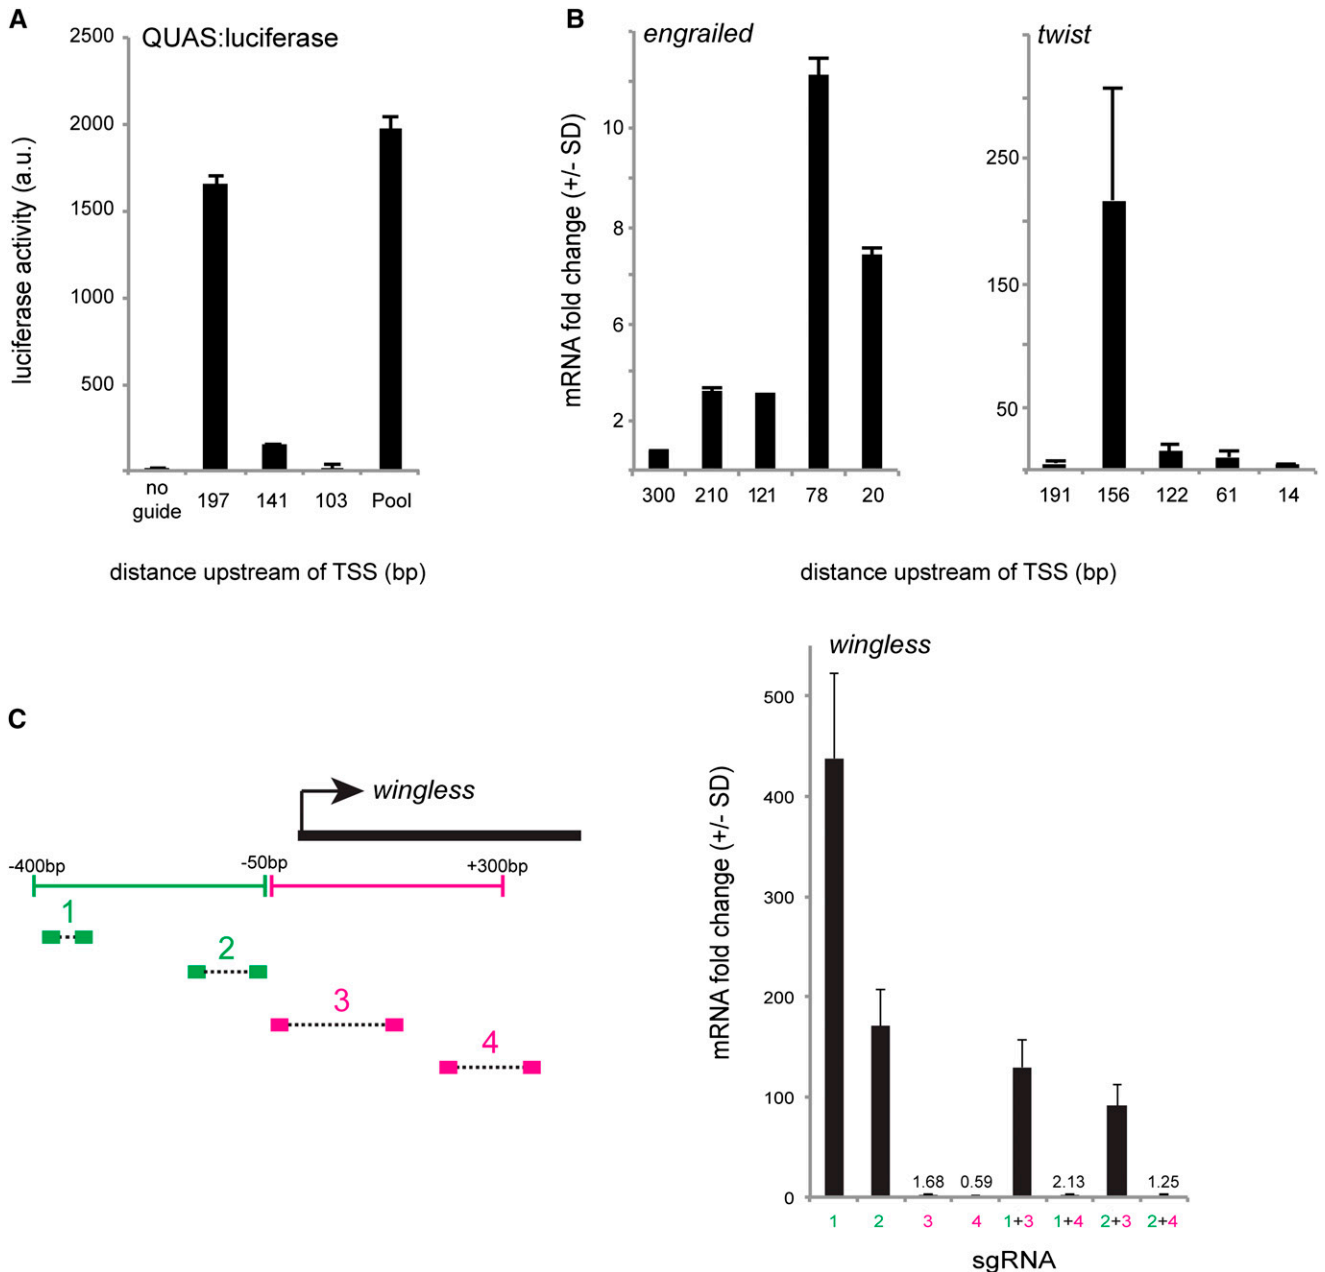 A
QUAS:luciferase
luciferase activity (a.u.)
2500
2000
1500
1000
500
no guide
197
141
103
Pool
distance upstream of TSS (bp)
B
engrailed
mRNA fold change (+/- SD)
10
8
6
2
300
210
121
78
20
twist
250
150
50
191
156
122
61
14
distance upstream of TSS (bp)
C
wingless
-400bp
-50bp
+300bp
1
2
3
4
wingless
mRNA fold change (+/- SD)
500
400
300
200
100
0
1.68
0.59
2.13
1.25
1
2
3
4
1+3
1+4
2+3
2+4
sgRNA